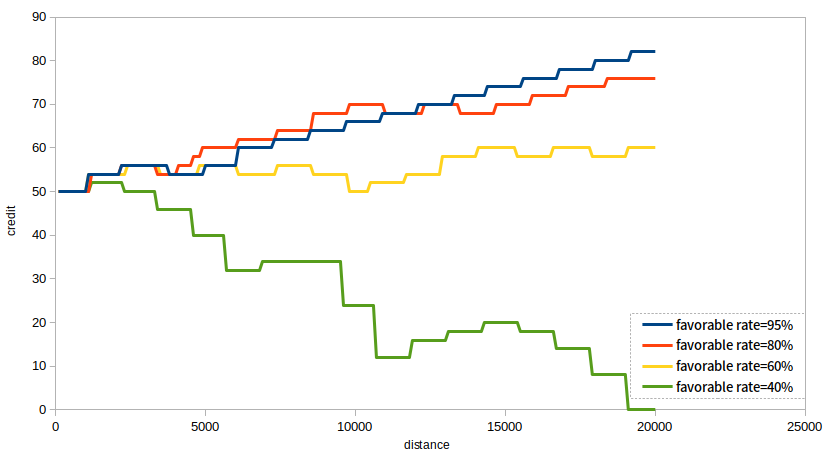 90
80
70
60
50
40
30
20
10
0
credit
favorable rate=95%
favorable rate=80%
favorable rate=60%
favorable rate=40%
0 5000 10000 15000 20000 25000
distance